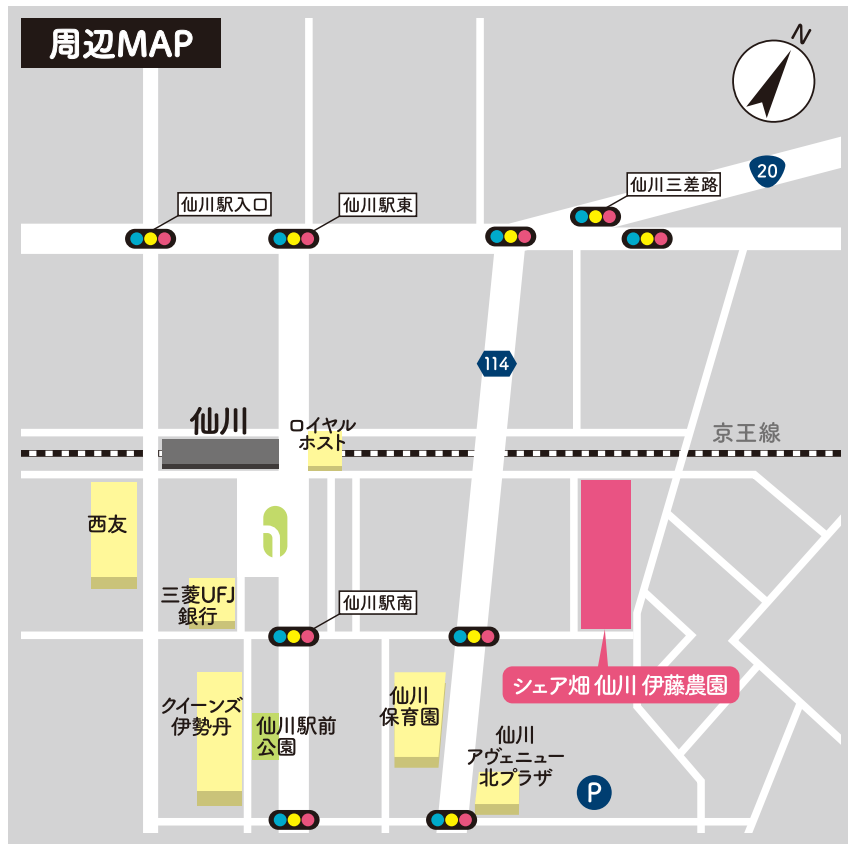 周辺MAP
N
20
仙川三差路
仙川駅入口
仙川駅東
114
仙川
ロイヤル
ホスト
京王線
西友
三菱UFJ
銀行
仙川駅南
シェア畑 仙川 伊藤農園
クイーンズ
伊勢丹
仙川駅前
公園
仙川
保育園
仙川
アヴェニュー
北プラザ
P